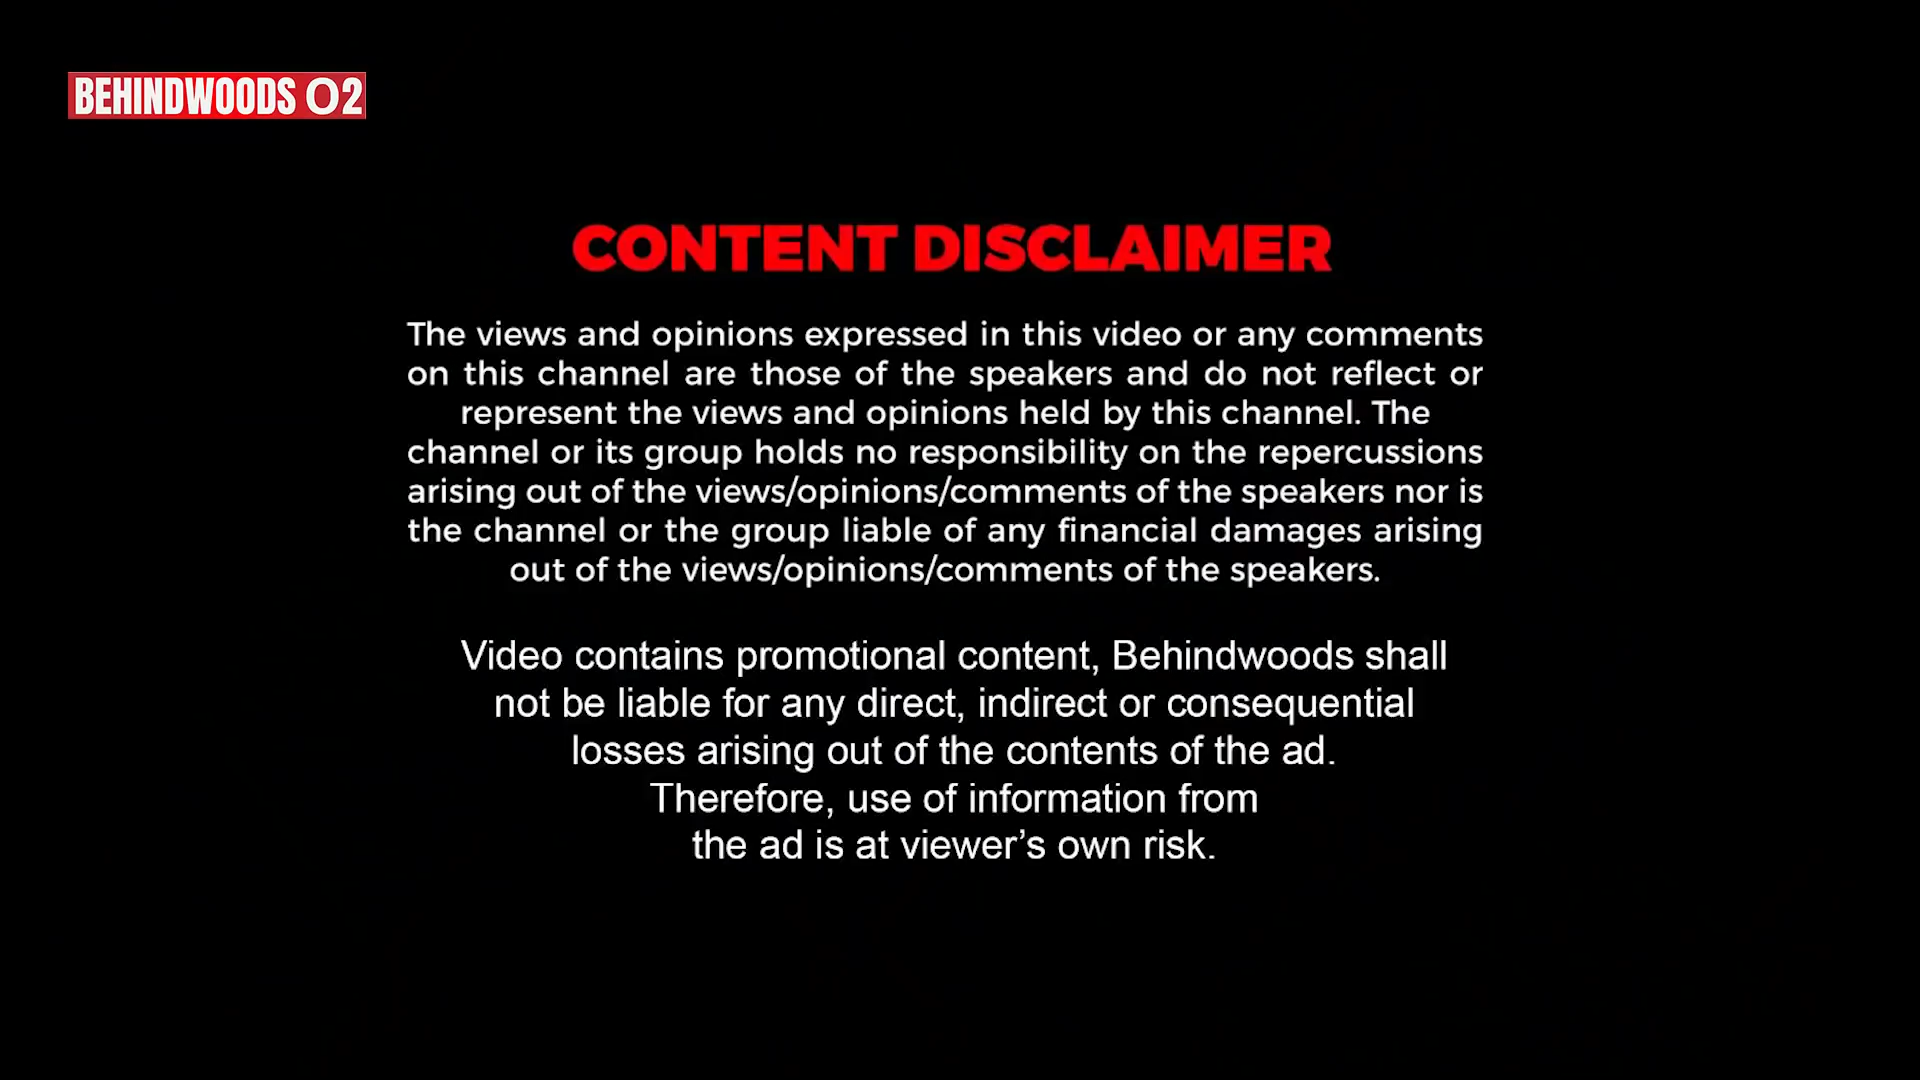 BEHINDWOODS O2
CONTENT DISCLAIMER
The views and opinions expressed in this video or any comments
on this channel are those of the speakers and do not reflect or
represent the views and opinions held by this channel. The
channel or its group holds no responsibility on the repercussions
arising out of the views/opinions/comments of the speakers nor is
the channel or the group liable of any financial damages arising
out of the views/opinions/comments of the speakers.
Video contains promotional content, Behindwoods shall
not be liable for any direct, indirect or consequential
losses arising out of the contents of the ad.
Therefore, use of information from
the ad is at viewer’s own risk.